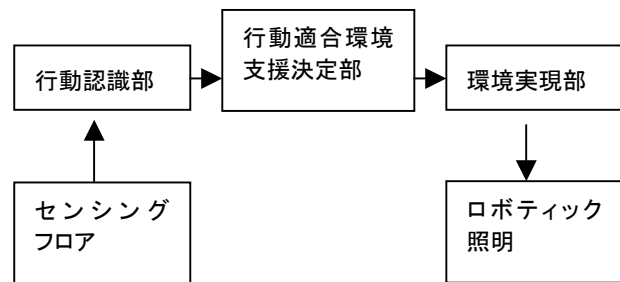 行動認識部
行動適合環境
支援決定部
環境実現部
センシング
フロア
ロボティック
照明